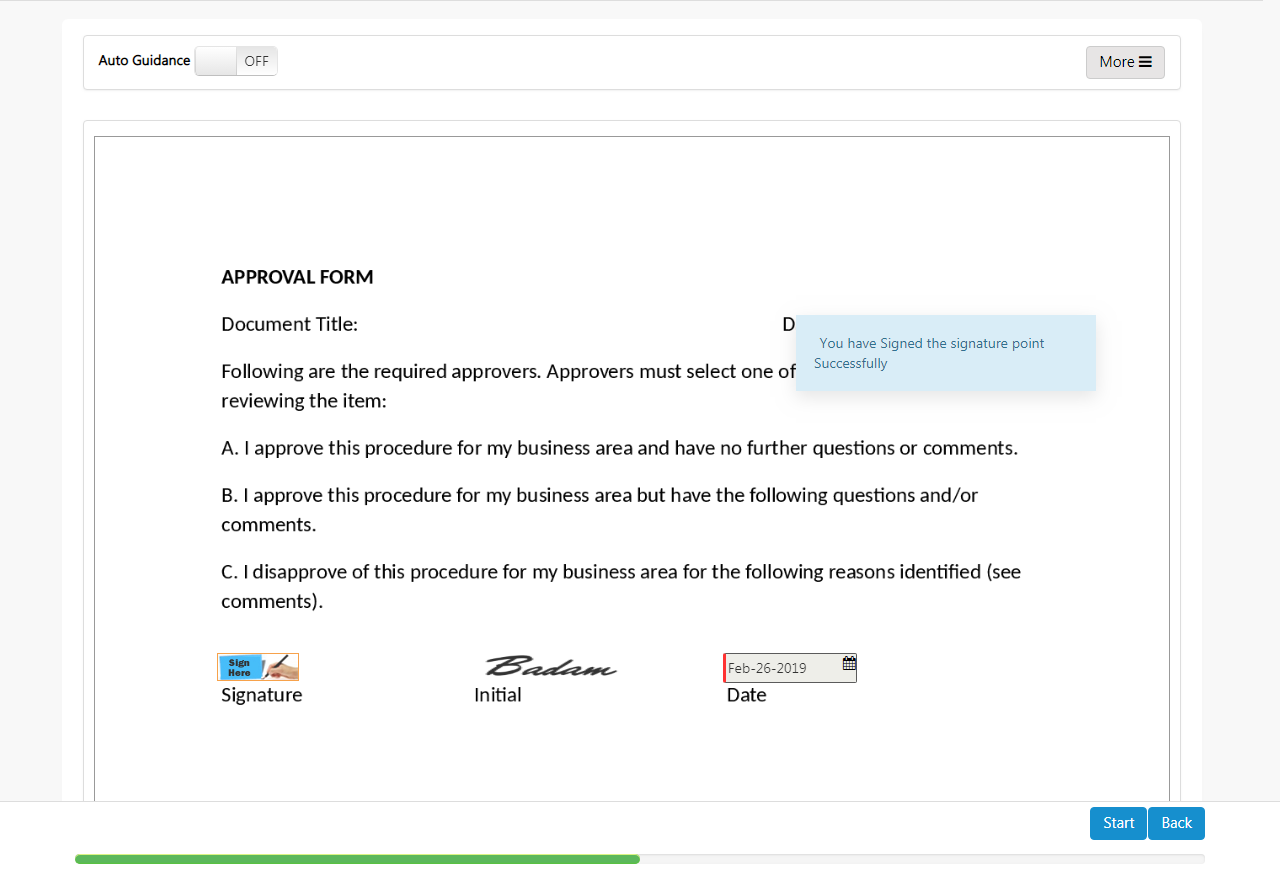 Auto Guidance OFF More
APPROVAL FORM
Document Title: D
You have Signed the signature point
Successfully
Following are the required approvers. Approvers must select one of
reviewing the item:
A. I approve this procedure for my business area and have no further questions or comments.
B. I approve this procedure for my business area but have the following questions and/or
comments.
C. I disapprove of this procedure for my business area for the following reasons identified (see
comments).
Sign
Here
Badam
Feb-26-2019
Signature Initial Date
Start Back